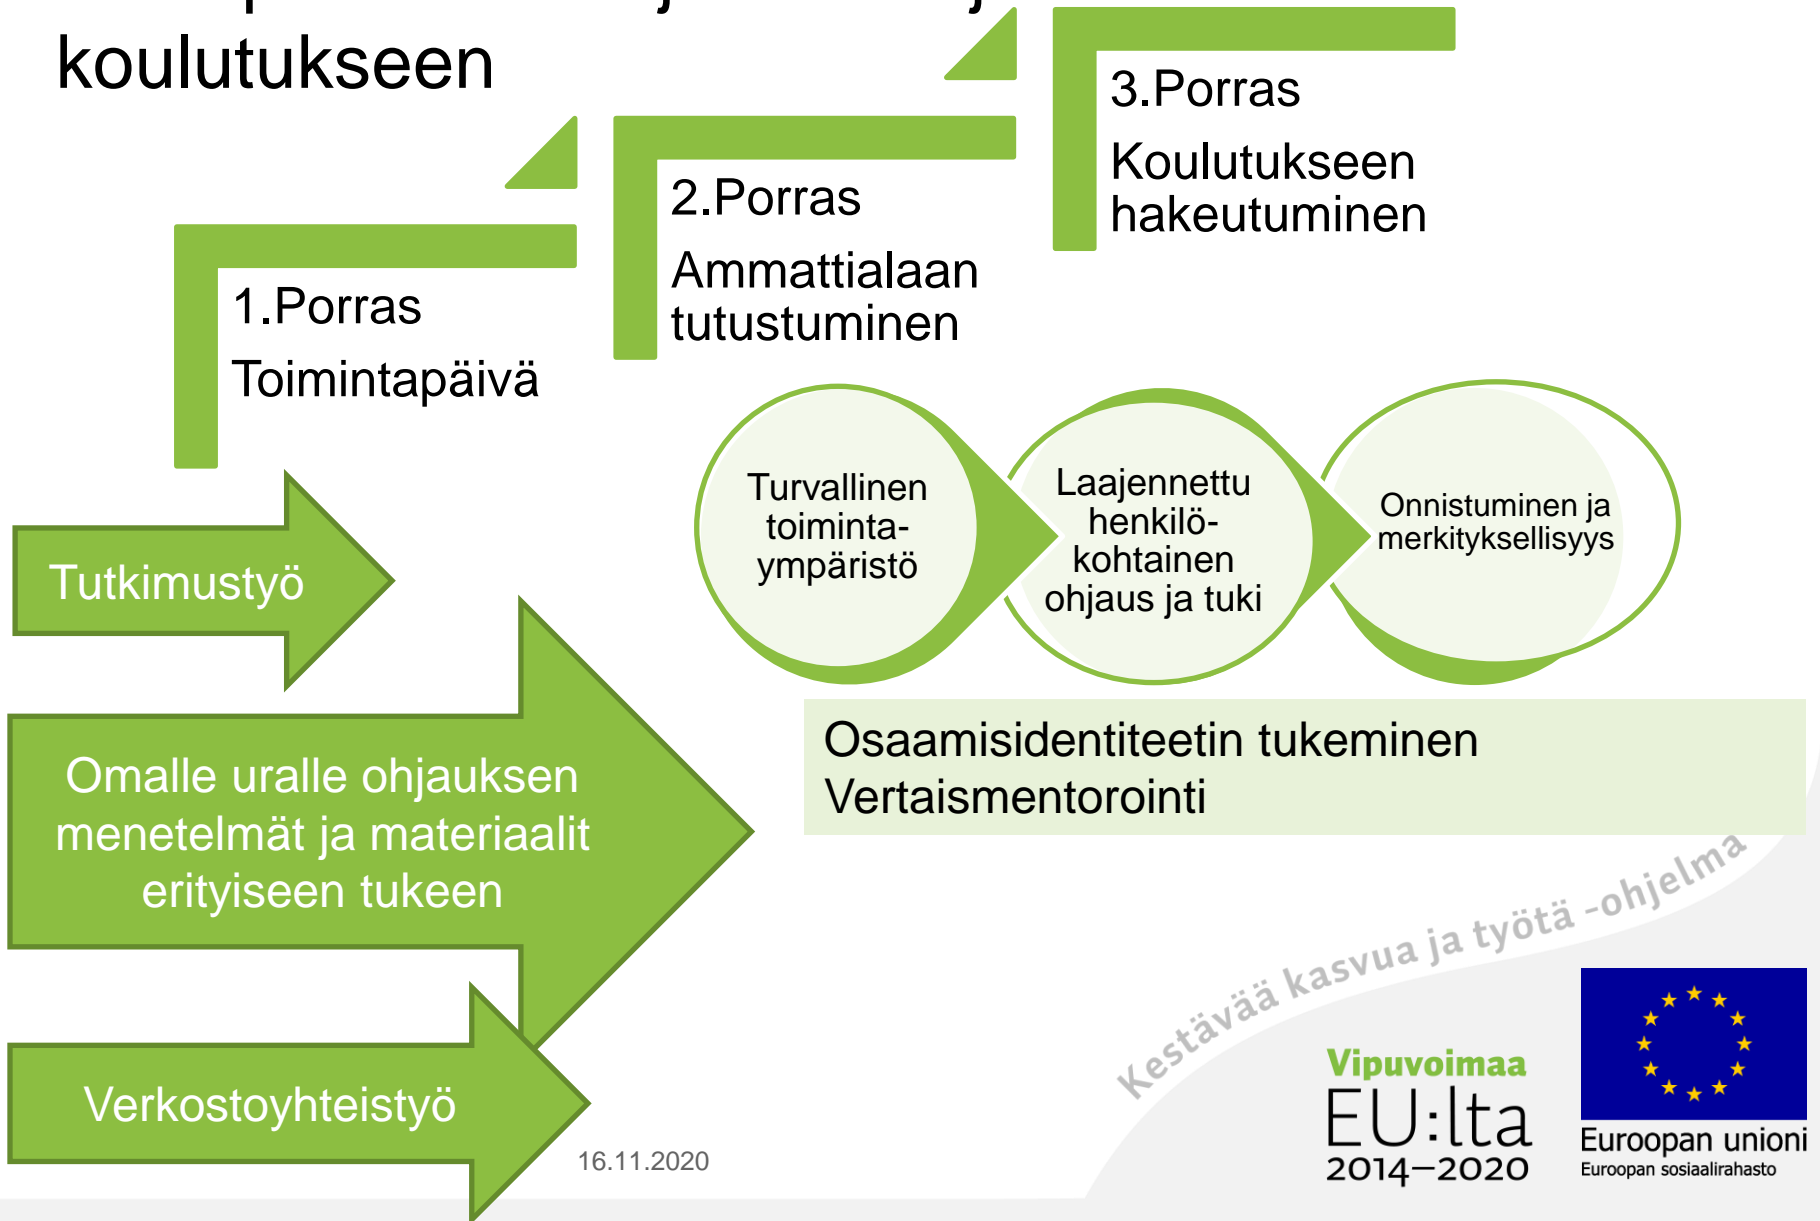 koulutukseen
3.Porras
Koulutukseen
hakeutuminen
2.Porras
Ammattialaan
tutustuminen
1.Porras
Toimintapäivä
Turvallinen
toiminta-
ympäristö
Laajennettu
henkilö-
kohtainen
ohjaus ja tuki
Onnistuminen ja
merkityksellisyys
Tutkimustyö
Omalle uralle ohjauksen
menetelmät ja materiaalit
erityiseen tukeen
Verkostoyhteistyö
Osaamisidentiteetin tukeminen
Vertaismentorointi
Kestävää kasvua ja työtä -ohjelma
Vipuvoimaa
EU:lta
2014–2020
Euroopan unioni
Euroopan sosiaalirahasto
16.11.2020